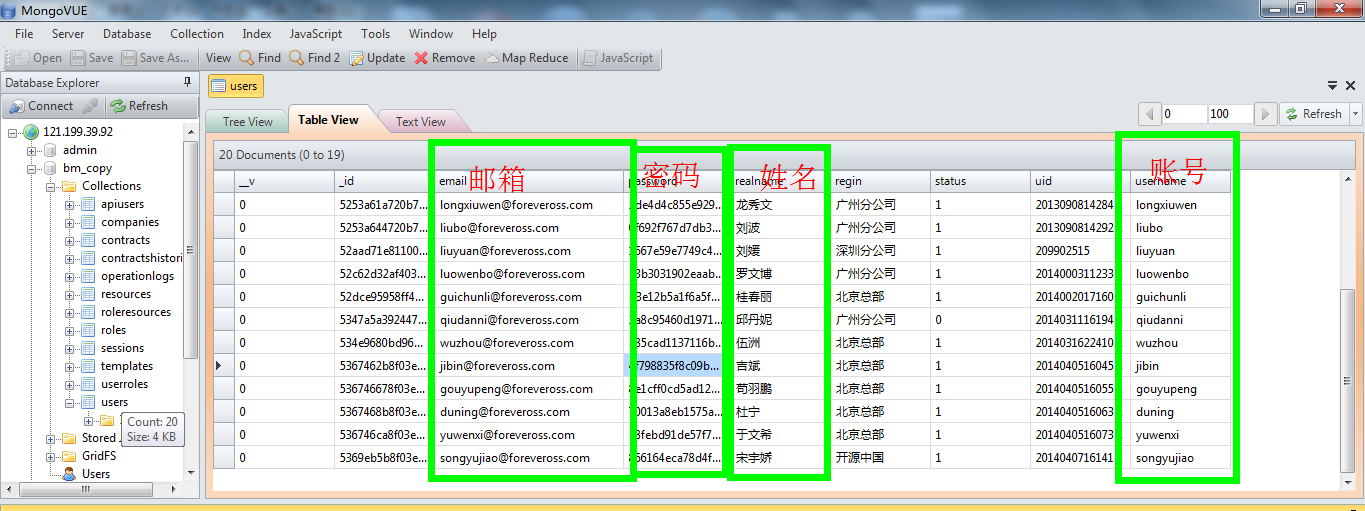 MongoVUE
File Server Database Collection Index JavaScript Tools Window Help
Open Save Save As... View Find Find 2 Update Remove Map Reduce JavaScript
Database Explorer
Connect Refresh
121.199.39.92
admin
bm_copy
Collections
apiusers
companies
contracts
contractshistori
operationlogs
resources
roleresources
roles
sessions
templates
userroles
users
Count: 20
Size: 4 KB
Stored
GridFS
Users
users
Tree View Table View Text View
0 100 Refresh
20 Documents (0 to 19)
邮箱 密码 姓名 账号
__v _id email password realname regin status uid username
0 5253a61a720b7... longxiuwen@foreveross.com de4d4c855e929... 龙秀文 广州分公司 1 2013090814284 longxiuwen
0 5253a644720b7... liubo@foreveross.com f692f767d7db3... 刘波 广州分公司 1 2013090814292 liubo
0 52aad71e81100... liuyuan@foreveross.com 667e59e7749c4... 刘媛 深圳分公司 1 209902515 liuyuan
0 52c62d32af403... luowenbo@foreveross.com 3b3031902eaab... 罗文博 广州分公司 1 2014000311233 luowenbo
0 52dce95958ff4... guichunli@foreveross.com 3e12b5a1f6a5f... 桂春丽 北京总部 1 2014002017160 guichunli
0 5347a5a392447... qiudanni@foreveross.com a8c95460d1971... 邱丹妮 广州分公司 0 2014031116194 qiudanni
0 534e9680bd96... wuzhou@foreveross.com 35cad1137116b... 伍洲 北京总部 1 2014031622410 wuzhou
0 5367462b8f03e... jibin@foreveross.com f798835f8c09b... 吉斌 北京总部 1 2014040516045 jibin
0 536746678f03e... gouyupeng@foreveross.com e1cff0cd5ad12... 苟羽鹏 北京总部 1 2014040516055 gouyupeng
0 5367468b8f03e... duning@foreveross.com 0013a8eb1575a... 杜宁 北京总部 1 2014040516063 duning
0 536746ca8f03e... yuwenxi@foreveross.com 3febd91de57f7... 于文希 北京总部 1 2014040516073 yuwenxi
0 5369eb5b8f03e... songyujiao@foreveross.com 66164eca78d4f... 宋宇娇 开源中国 1 2014040716141 songyujiao